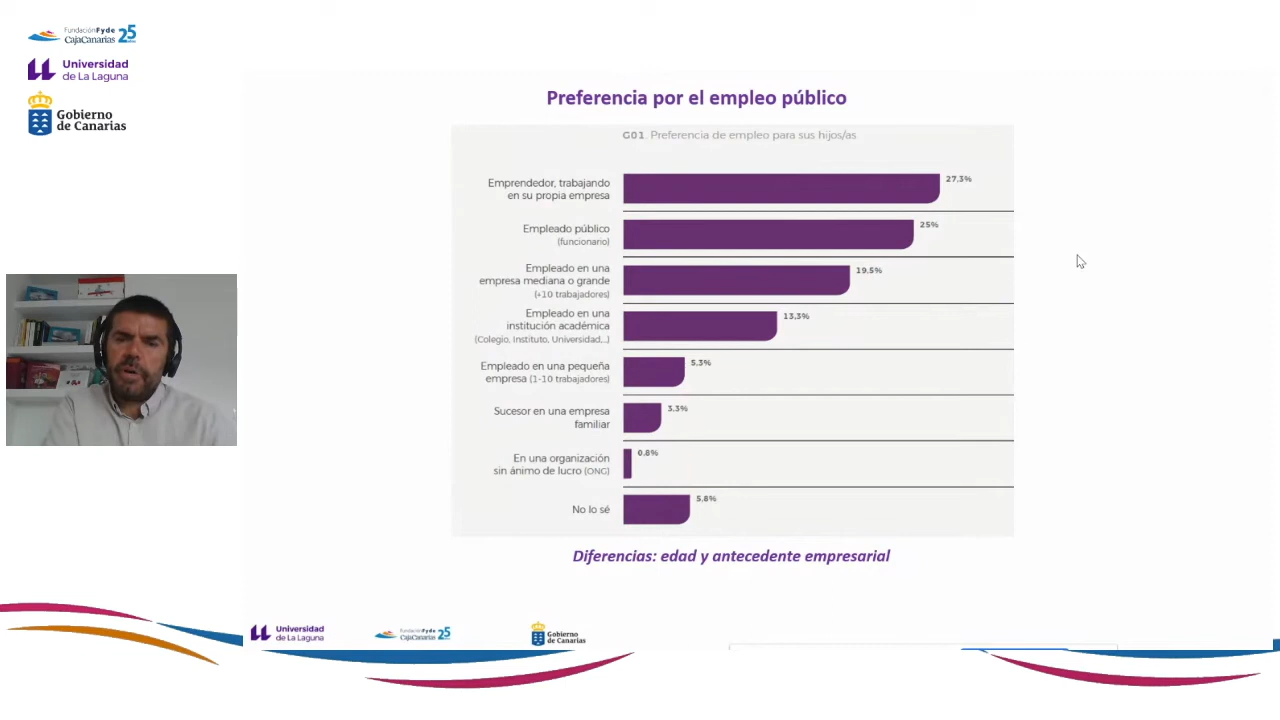 FundaciónFyde
CajaCanarias 25
años
Universidad
de La Laguna
Gobierno
de Canarias
Preferencia por el empleo público
G01. Preferencia de empleo para sus hijos/as
Emprendedor, trabajando
en su propia empresa
27,3%
Empleado público
(funcionario)
25%
Empleado en una
empresa mediana o grande
(+10 trabajadores)
19,5%
Empleado en una
institución académica
(Colegio, Instituto, Universidad,..)
13,3%
Empleado en una pequeña
empresa (1-10 trabajadores)
5,3%
Sucesor en una empresa
familiar
3,3%
En una organización
sin ánimo de lucro (ONG)
0,8%
No lo sé
5,8%
Diferencias: edad y antecedente empresarial
Universidad
de La Laguna
FundaciónFyde
CajaCanarias 25
Gobierno
de Canarias